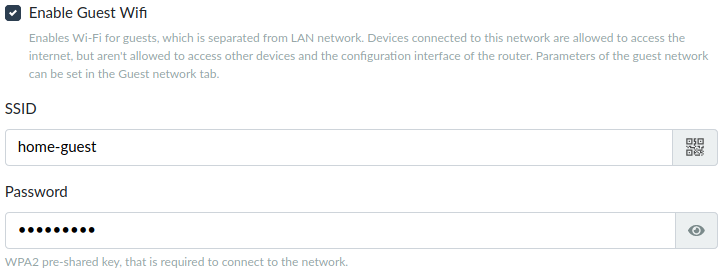 Enable Guest Wifi
Enables Wi-Fi for guests, which is separated from LAN network. Devices connected to this network are allowed to access the
internet, but aren't allowed to access other devices and the configuration interface of the router. Parameters of the guest network
can be set in the Guest network tab.
SSID
home-guest
Password
•••••••••
WPA2 pre-shared key, that is required to connect to the network.